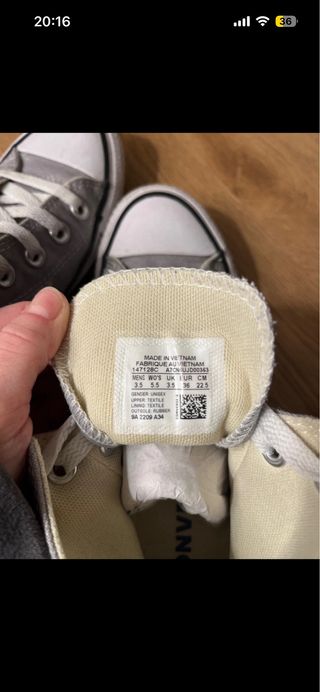 20:16
36
MADE IN VIETNAM
FABRIQUE AU VIETNAM
147128C
MENS WO'S UK EUR CM
3.5 5.5 3.5 36 22.5
GENDER: UNISEX
UPPER: TEXTILE
LINING: TEXTILE
OUTSOLE: RUBBER
9A 2209 A34